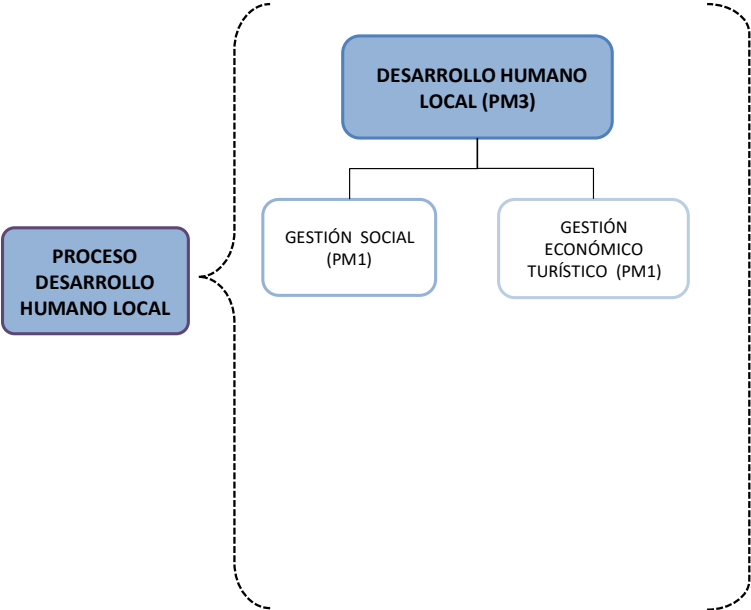 DESARROLLO HUMANO
LOCAL (PM3)
GESTIÓN SOCIAL
(PM1)
GESTIÓN
ECONÓMICO
TURÍSTICO (PM1)
PROCESO
DESARROLLO
HUMANO LOCAL